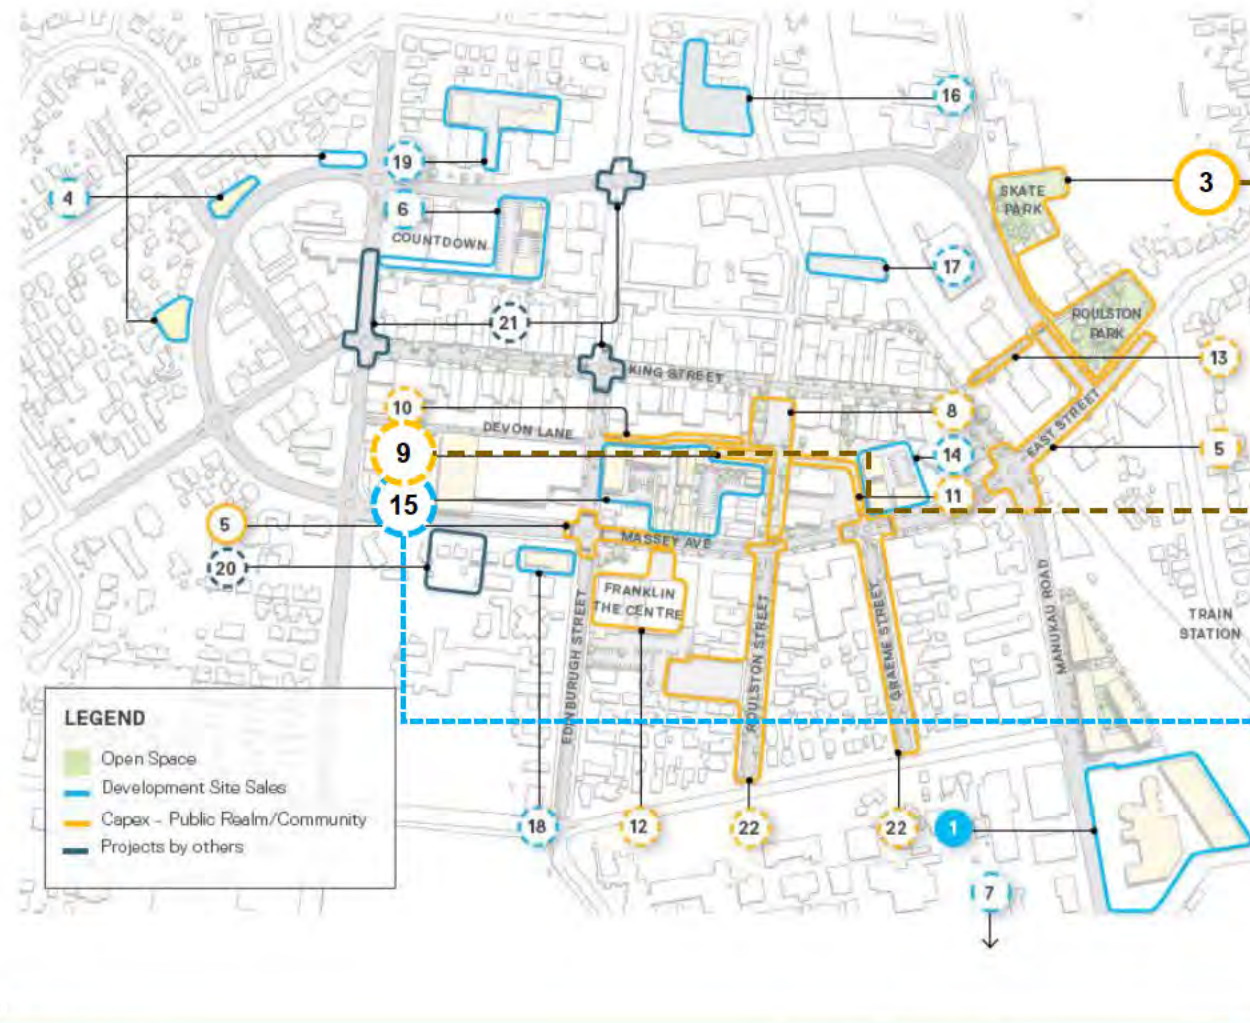 16
19
3
SKATE
PARK
4
6
COUNTDOWN
17
ROULSTON
PARK
21
13
KING STREET
10
8
DEVON LANE
EAST STREET
9
14
5
15
11
5
MASSEY AVE
20
FRANKLIN
THE CENTRE
TRAIN
STATION
EDINBURGH STREET
ROULSTON STREET
GRAEME STREET
MANUKAU ROAD
LEGEND
Open Space
Development Site Sales
Capex - Public Realm/Community
Projects by others
18
12
22
22
1
7